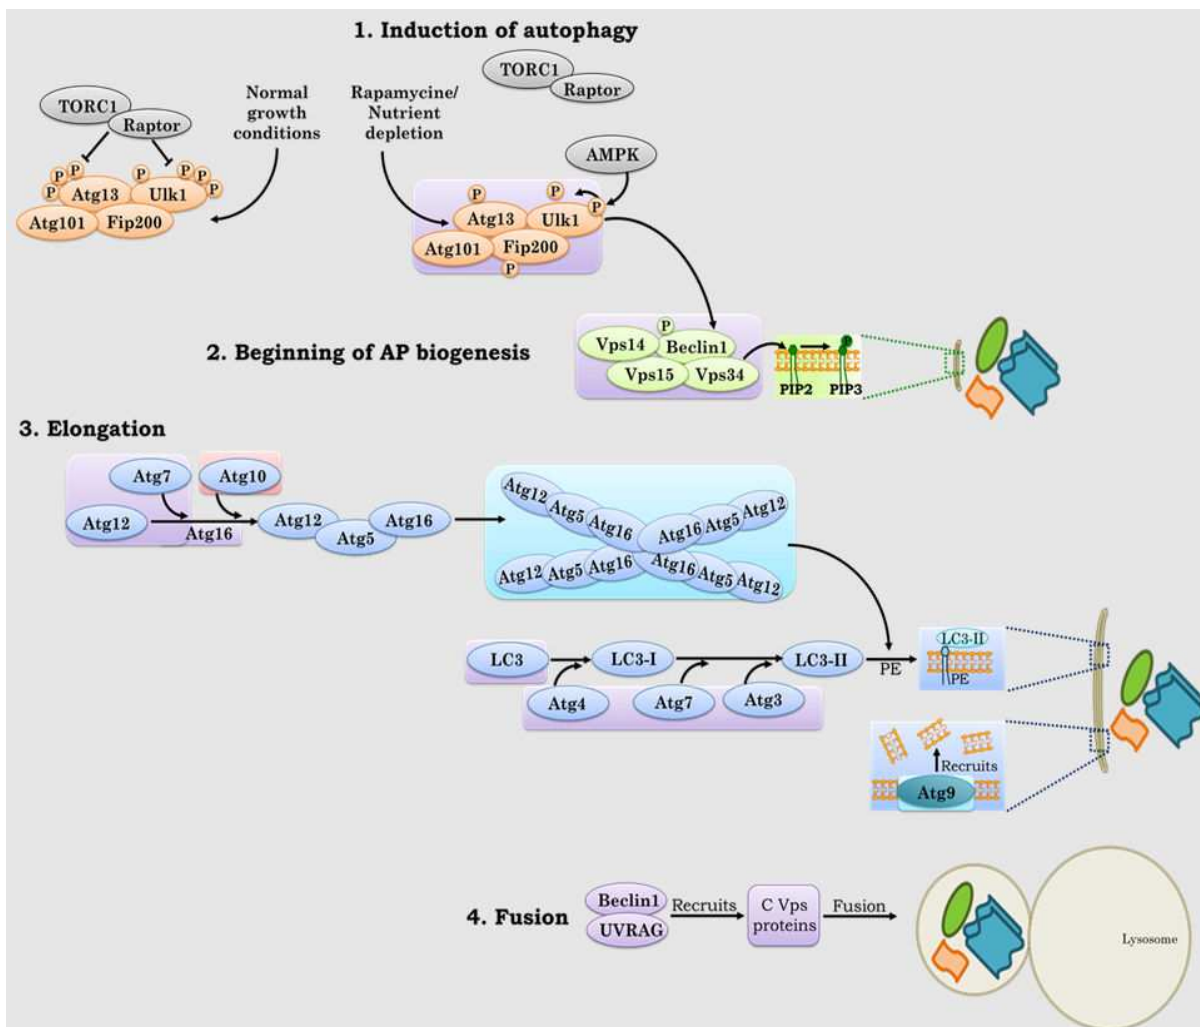 1. Induction of autophagy
TORC1
Raptor
Normal
growth
conditions
Rapamycine/
Nutrient
depletion
TORC1
Raptor
AMPK
P
P
P
P
P
P
P
Atg13
Ulk1
Atg101
Fip200
P
P
P
Atg13
Ulk1
Atg101
Fip200
P
2. Beginning of AP biogenesis
P
Vps14
Beclin1
Vps15
Vps34
P
PIP2
PIP3
3. Elongation
Atg7
Atg10
Atg12
Atg16
Atg12
Atg5
Atg16
Atg12
Atg5
Atg16
Atg16
Atg5
Atg12
Atg12
Atg5
Atg16
Atg16
Atg5
Atg12
LC3
LC3-I
LC3-II
PE
LC3-II
PE
Atg4
Atg7
Atg3
Recruits
Atg9
4. Fusion
Beclin1
UVRAG
Recruits
C Vps
proteins
Fusion
Lysosome